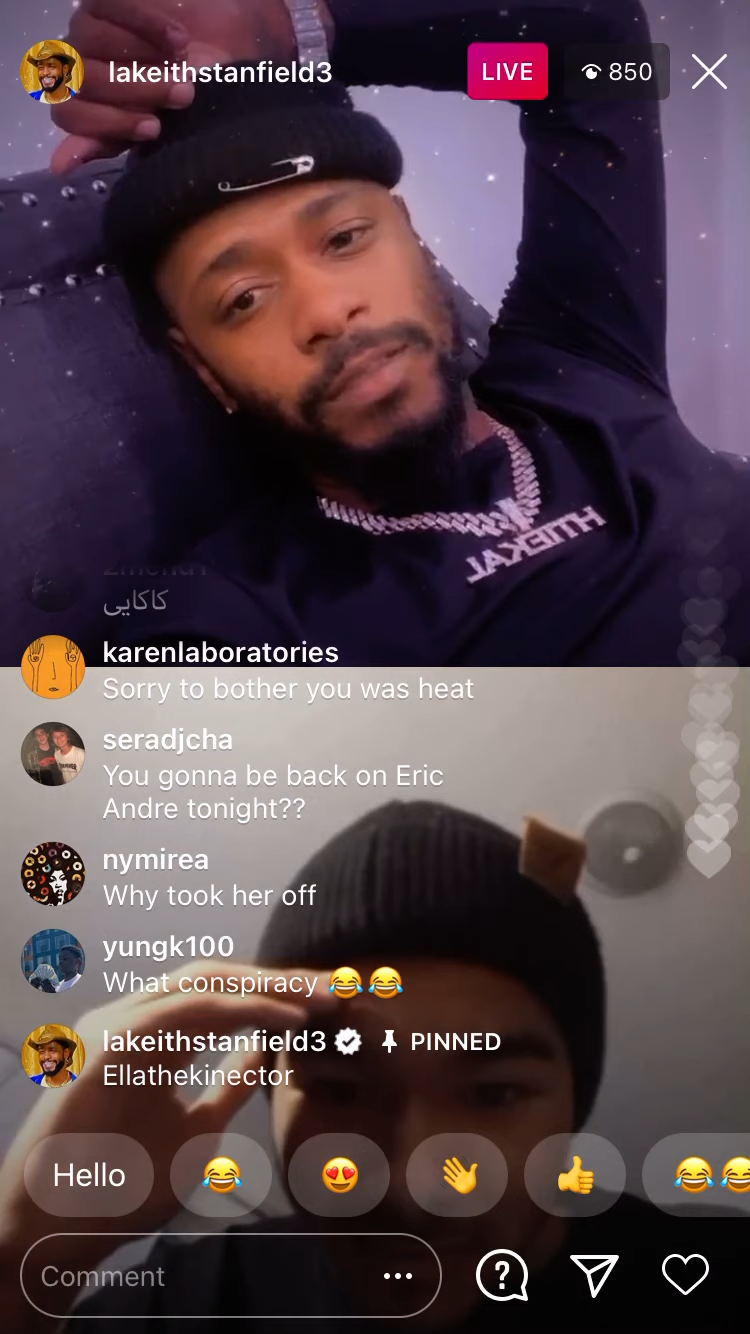 lakeithstanfield3
LIVE
850
LAKEITH
کاکایی
karenlaboratories
Sorry to bother you was heat
seradjcha
You gonna be back on Eric
Andre tonight??
nymirea
Why took her off
yungk100
What conspiracy 😂😂
lakeithstanfield3 PINNED
Ellathekinector
Hello 😂 😍 👋 👍 😂😂
Comment